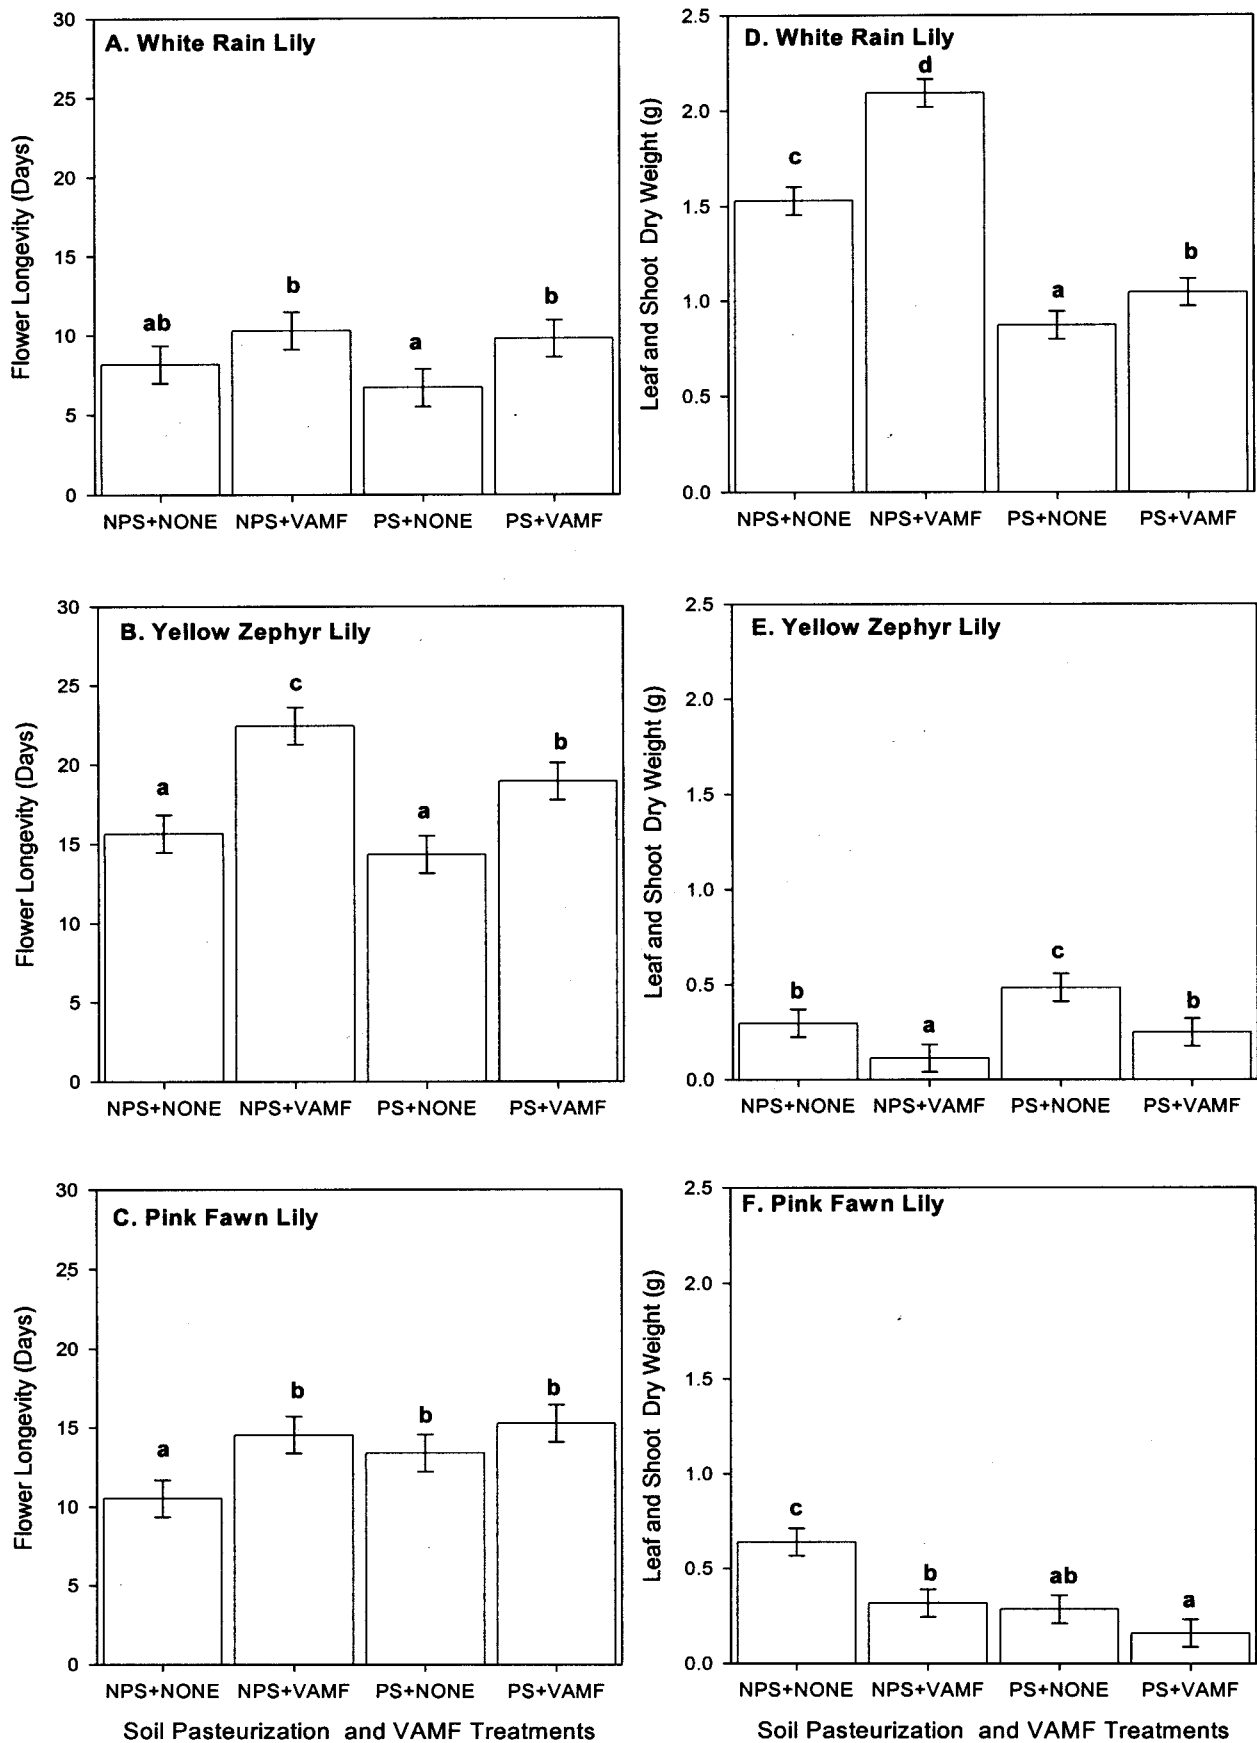 A. White Rain Lily
Flower Longevity (Days)
30
25
20
15
10
5
0
ab
b
a
b
NPS+NONE NPS+VAMF PS+NONE PS+VAMF
D. White Rain Lily
Leaf and Shoot Dry Weight (g)
2.5
2.0
1.5
1.0
0.5
0.0
c
d
a
b
NPS+NONE NPS+VAMF PS+NONE PS+VAMF
B. Yellow Zephyr Lily
Flower Longevity (Days)
30
25
20
15
10
5
0
a
c
a
b
NPS+NONE NPS+VAMF PS+NONE PS+VAMF
E. Yellow Zephyr Lily
Leaf and Shoot Dry Weight (g)
2.5
2.0
1.5
1.0
0.5
0.0
b
a
c
b
NPS+NONE NPS+VAMF PS+NONE PS+VAMF
C. Pink Fawn Lily
Flower Longevity (Days)
30
25
20
15
10
5
0
a
b
b
b
NPS+NONE NPS+VAMF PS+NONE PS+VAMF
Soil Pasteurization and VAMF Treatments
F. Pink Fawn Lily
Leaf and Shoot Dry Weight (g)
2.5
2.0
1.5
1.0
0.5
0.0
c
b
ab
a
NPS+NONE NPS+VAMF PS+NONE PS+VAMF
Soil Pasteurization and VAMF Treatments